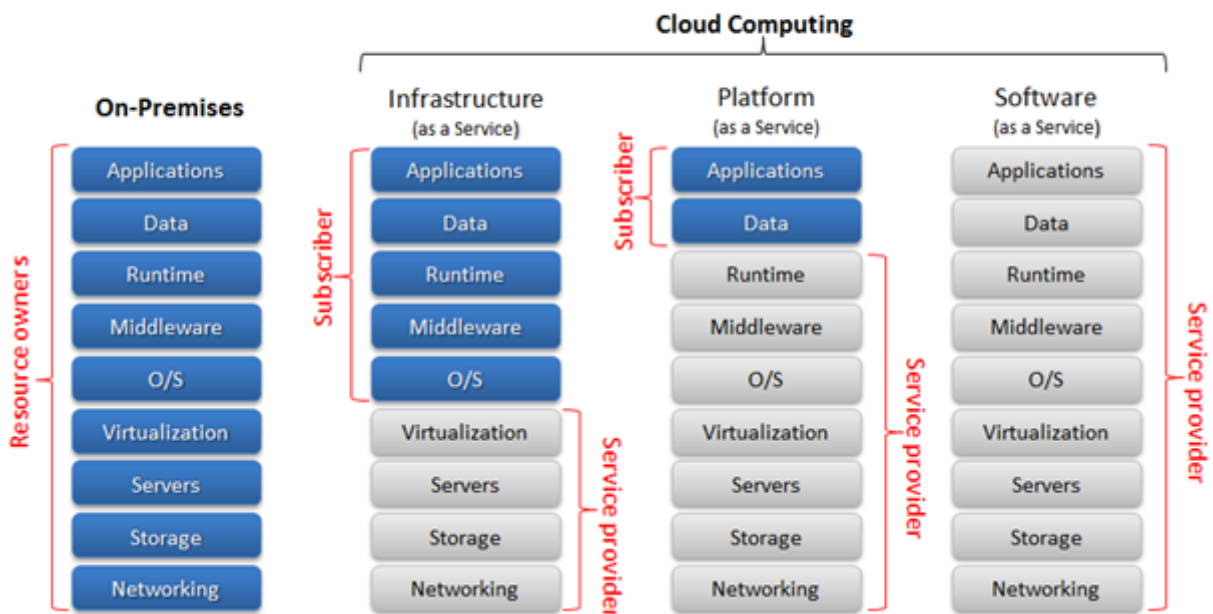 Cloud Computing
On-Premises
Resource owners
Applications
Data
Runtime
Middleware
O/S
Virtualization
Servers
Storage
Networking
Infrastructure
(as a Service)
Subscriber
Applications
Data
Runtime
Middleware
O/S
Virtualization
Servers
Storage
Networking
Service provider
Platform
(as a Service)
Subscriber
Applications
Data
Runtime
Middleware
O/S
Virtualization
Servers
Storage
Networking
Service provider
Software
(as a Service)
Applications
Data
Runtime
Middleware
O/S
Virtualization
Servers
Storage
Networking
Service provider